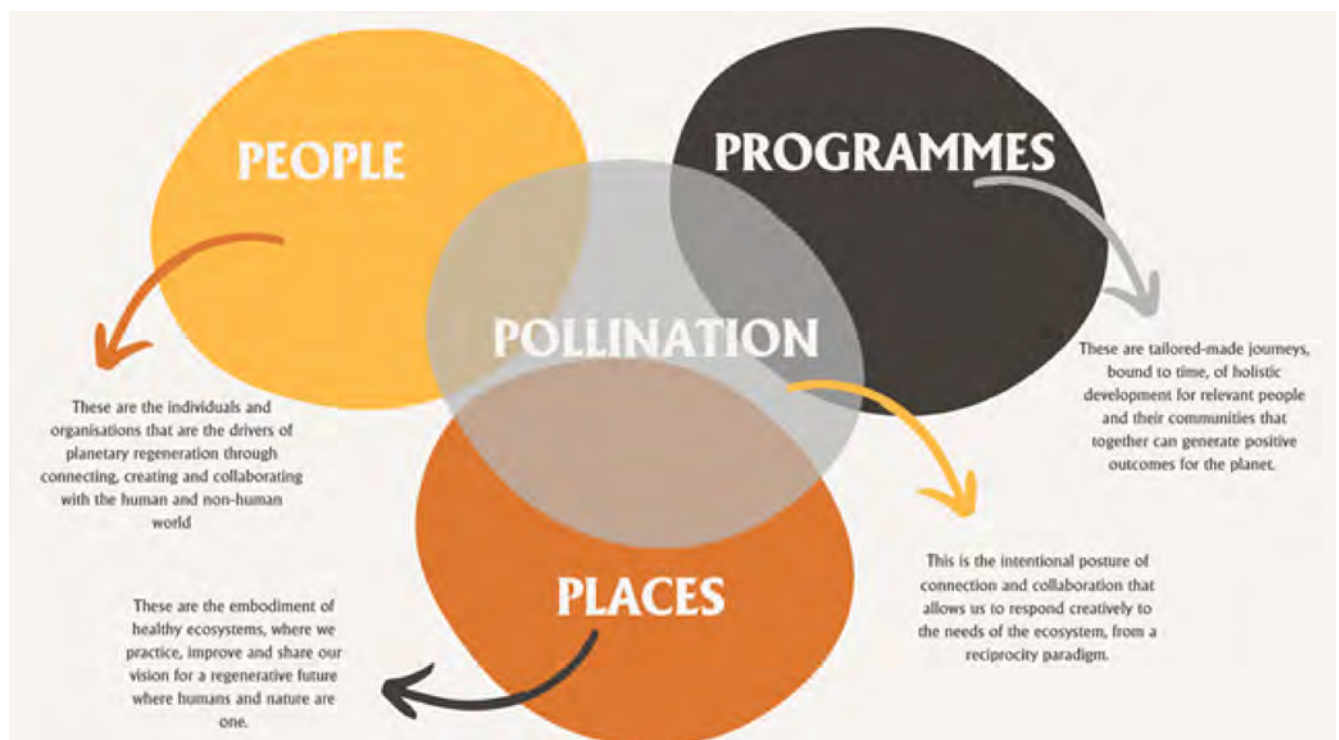 PEOPLE
PROGRAMMES
POLLINATION
PLACES
These are the individuals and
organisations that are the drivers of
planetary regeneration through
connecting, creating and collaborating
with the human and non-human
world
These are tailored-made journeys,
bound to time, of holistic
development for relevant people
and their communities that
together can generate positive
outcomes for the planet.
This is the intentional posture of
connection and collaboration that
allows us to respond creatively to
the needs of the ecosystem, from a
reciprocity paradigm.
These are the embodiment of
healthy ecosystems, where we
practice, improve and share our
vision for a regenerative future
where humans and nature are
one.